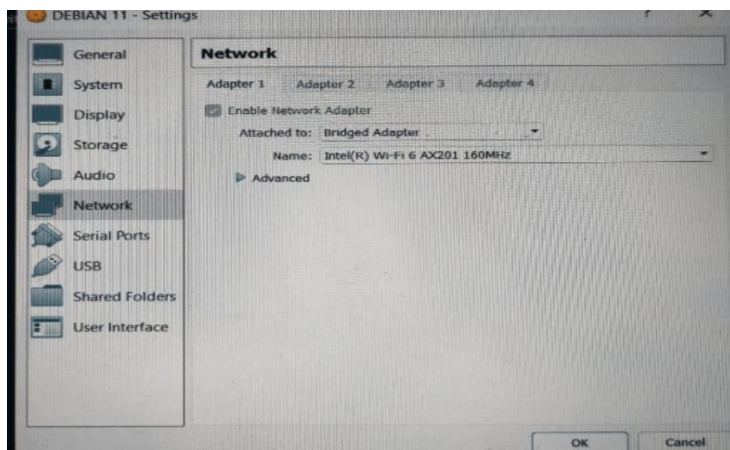 DEBIAN 11 - Settings
?
General
System
Display
Storage
Audio
Network
Serial Ports
USB
Shared Folders
User Interface
Network
Adapter 1 Adapter 2 Adapter 3 Adapter 4
Enable Network Adapter
Attached to: Bridged Adapter
Name: Intel(R) Wi-Fi 6 AX201 160MHz
Advanced
OK Cancel